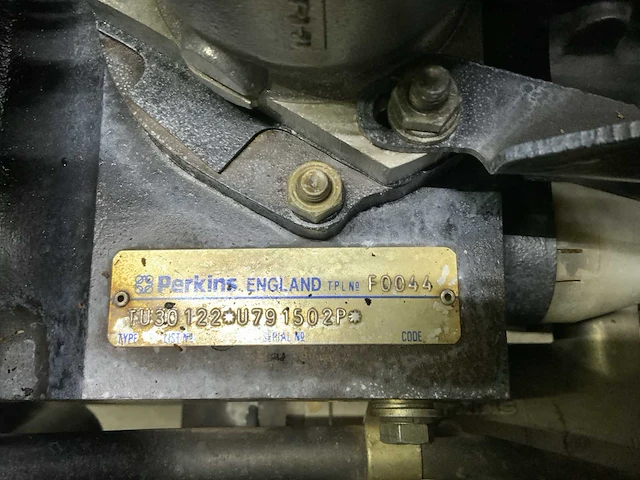 Perkins ENGLAND TPL Nº F0044
TU30122*U791502P*
TYPE LIST Nº SERIAL Nº CODE